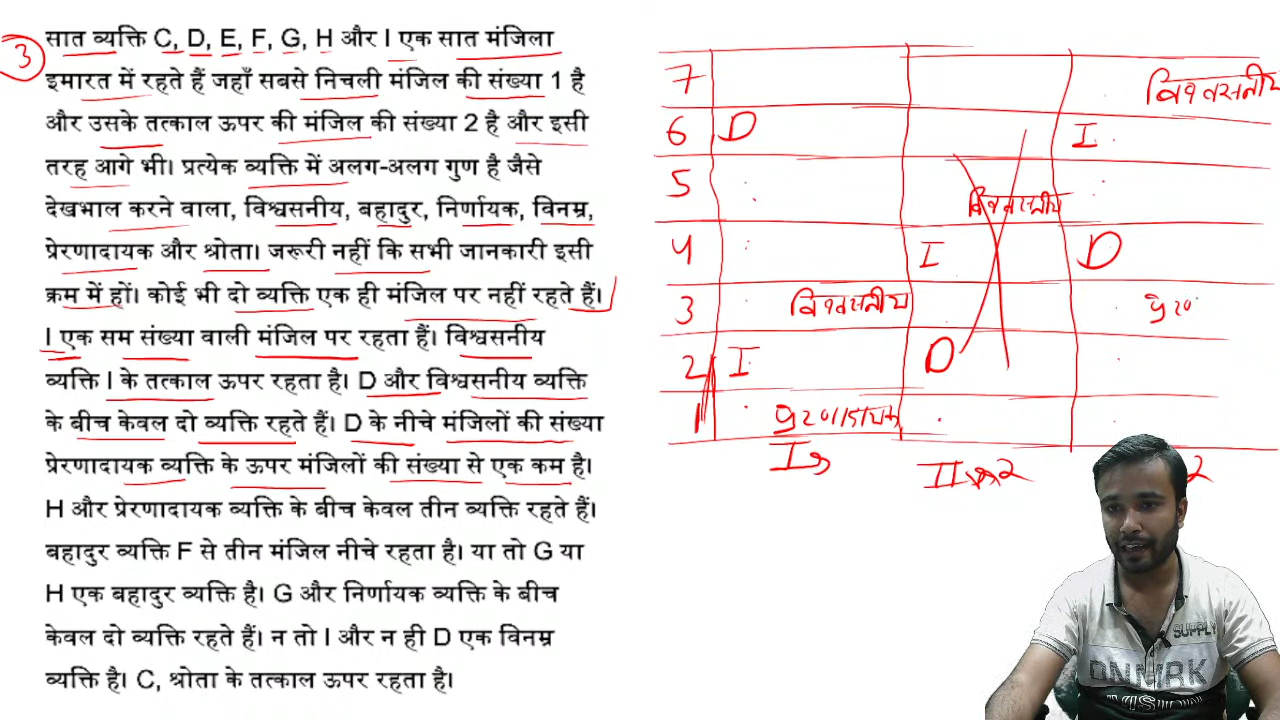 3
सात व्यक्ति C, D, E, F, G, H और I एक सात मंजिला
इमारत में रहते हैं जहाँ सबसे निचली मंजिल की संख्या 1 है
और उसके तत्काल ऊपर की मंजिल की संख्या 2 है और इसी
तरह आगे भी। प्रत्येक व्यक्ति में अलग-अलग गुण है जैसे
देखभाल करने वाला, विश्वसनीय, बहादुर, निर्णायक, विनम्र,
प्रेरणादायक और श्रोता। जरूरी नहीं कि सभी जानकारी इसी
क्रम में हों। कोई भी दो व्यक्ति एक ही मंजिल पर नहीं रहते हैं।
I एक सम संख्या वाली मंजिल पर रहता हैं। विश्वसनीय
व्यक्ति I के तत्काल ऊपर रहता है। D और विश्वसनीय व्यक्ति
के बीच केवल दो व्यक्ति रहते हैं। D के नीचे मंजिलों की संख्या
प्रेरणादायक व्यक्ति के ऊपर मंजिलों की संख्या से एक कम है।
H और प्रेरणादायक व्यक्ति के बीच केवल तीन व्यक्ति रहते हैं।
बहादुर व्यक्ति F से तीन मंजिल नीचे रहता है। या तो G या
H एक बहादुर व्यक्ति है। G और निर्णायक व्यक्ति के बीच
केवल दो व्यक्ति रहते हैं। न तो I और न ही D एक विनम्र
व्यक्ति है। C, श्रोता के तत्काल ऊपर रहता है।
7 विश्वसनीय
6 D I
5 विश्वसनीय
4 I D
3 विश्वसनीय प्रेरणा
2 I D
1 प्रेरणादायक
I
II 2
SUPPLY
DNMRK